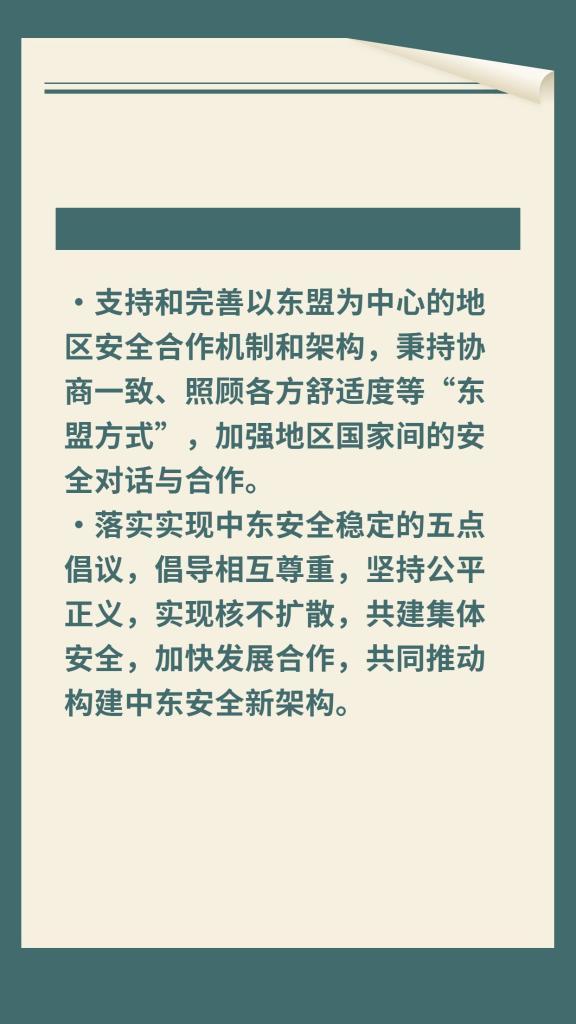 ·支持和完善以东盟为中心的地
区安全合作机制和架构，秉持协
商一致、照顾各方舒适度等“东
盟方式”，加强地区国家间的安
全对话与合作。
·落实实现中东安全稳定的五点
倡议，倡导相互尊重，坚持公平
正义，实现核不扩散，共建集体
安全，加快发展合作，共同推动
构建中东安全新架构。